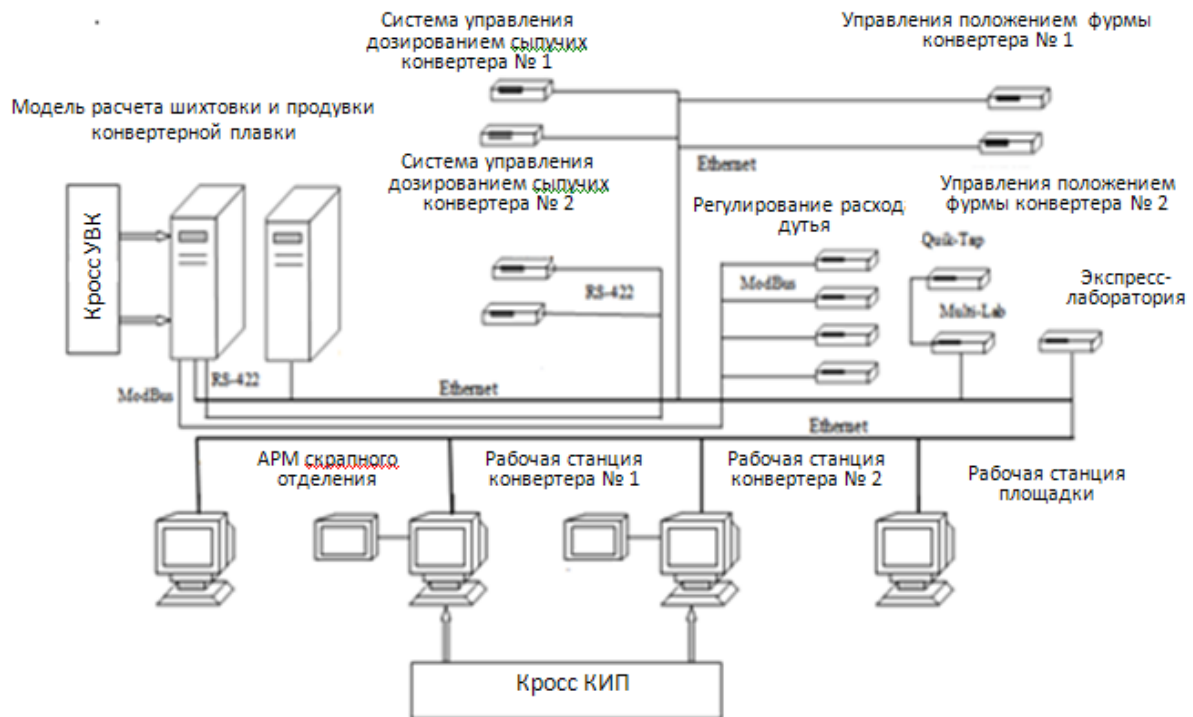 Система управления
дозированием сыпучих
конвертера № 1
Управления положением фурмы
конвертера № 1
Модель расчета шихтовки и продувки
конвертерной плавки
Система управления
дозированием сыпучих
конвертера № 2
Ethernet
Управления положением
фурмы конвертера № 2
Регулирование расход
дутья
Quik-Tap
Кросс УВК
RS-422
ModBus
Экспресс-
лаборатория
Multi-Lab
RS-422
ModBus
Ethernet
Ethernet
АРМ скрапного
отделения
Рабочая станция
конвертера № 1
Рабочая станция
конвертера № 2
Рабочая станция
площадки
Кросс КИП